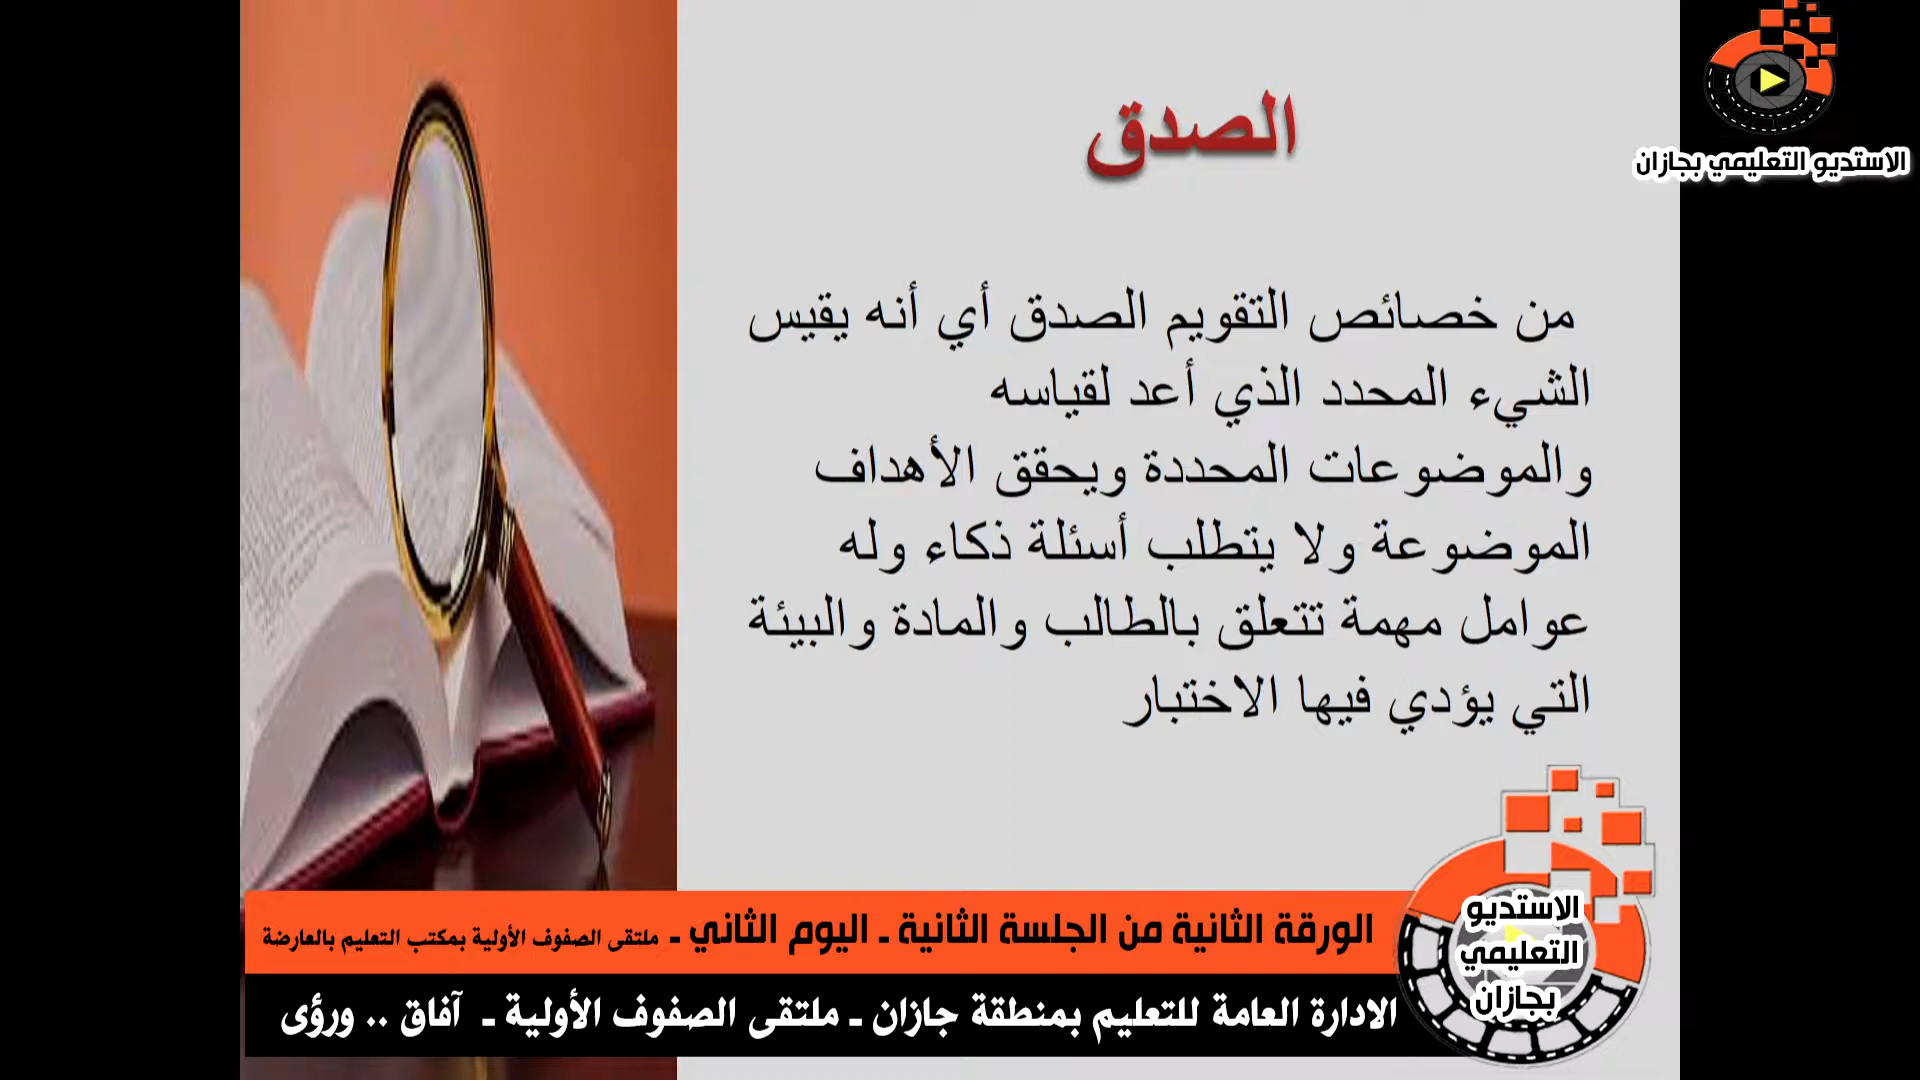 الاستديو التعليمي بجازان
الصدق
من خصائص التقويم الصدق أي أنه يقيس
الشيء المحدد الذي أعد لقياسه
والموضوعات المحددة ويحقق الأهداف
الموضوعة ولا يتطلب أسئلة ذكاء وله
عوامل مهمة تتعلق بالطالب والمادة والبيئة
التي يؤدي فيها الاختبار
الورقة الثانية من الجلسة الثانية - اليوم الثاني - ملتقى الصفوف الأولية بمكتب التعليم بالعارضة
الادارة العامة للتعليم بمنطقة جازان - ملتقى الصفوف الأولية - آفاق .. ورؤى
الاستديو
التعليمي
بجازان